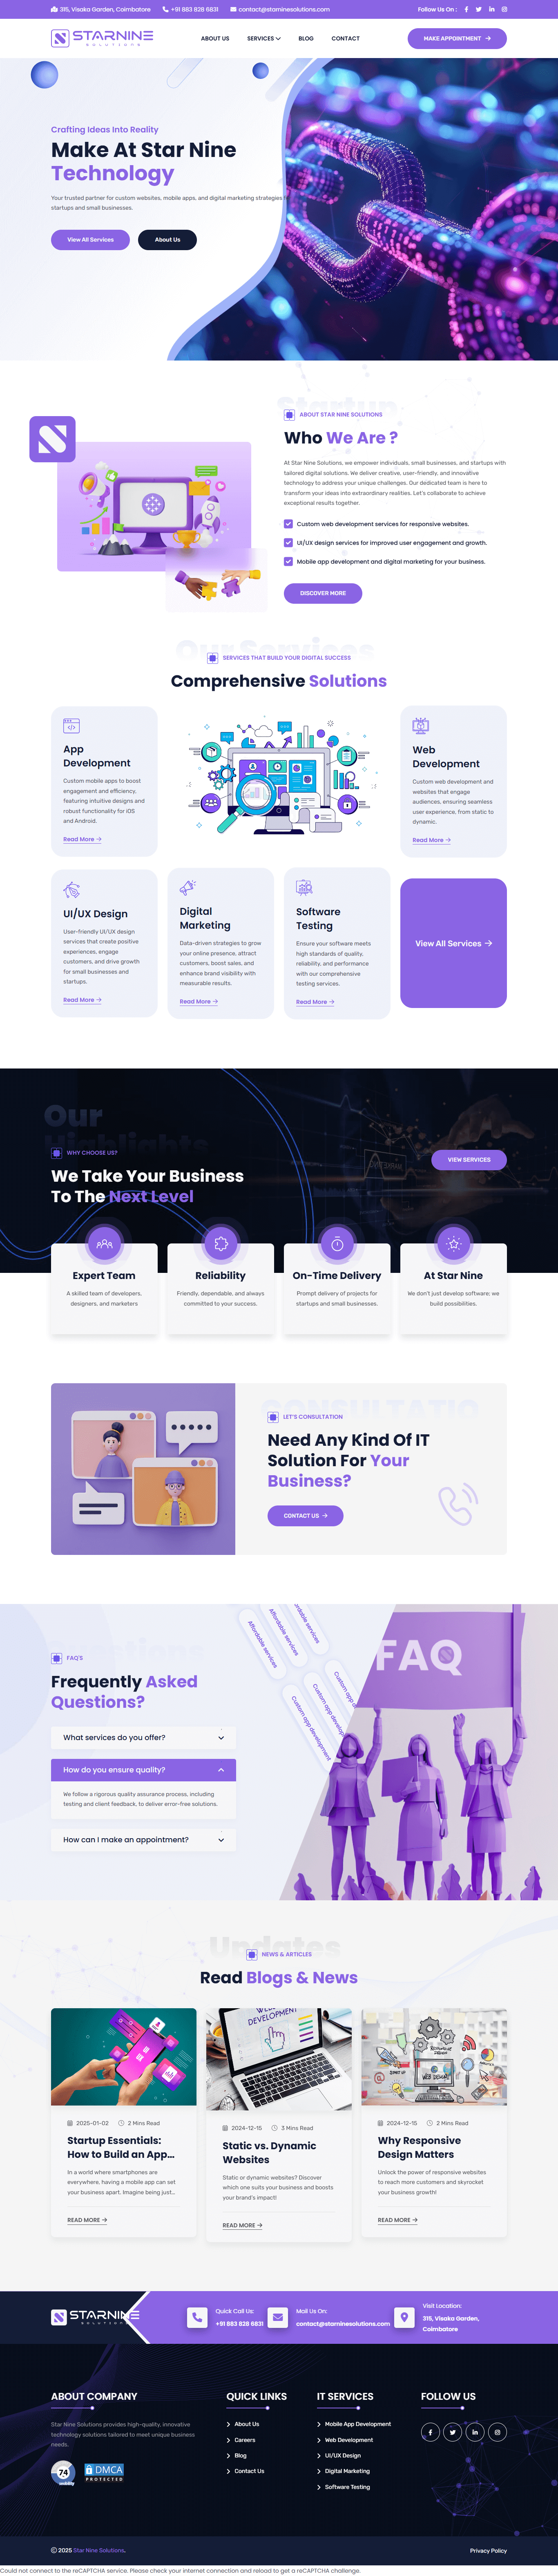 315, Visaka Garden, Coimbatore
+91 883 828 6831
contact@starninesolutions.com
Follow Us On :
STARNINE
SOLUTIONS
ABOUT US
SERVICES
BLOG
CONTACT
MAKE APPOINTMENT
Crafting Ideas Into Reality
Make At Star Nine
Technology
Your trusted partner for custom websites, mobile apps, and digital marketing strategies
startups and small businesses.
View All Services
About Us
Startup
ABOUT STAR NINE SOLUTIONS
Who We Are ?
At Star Nine Solutions, we empower individuals, small businesses, and startups with
tailored digital solutions. We deliver creative, user-friendly, and innovative
technology to address your unique challenges. Our dedicated team is here to
transform your ideas into extraordinary realities. Let's collaborate to achieve
exceptional results together.
Custom web development services for responsive websites.
UI/UX design services for improved user engagement and growth.
Mobile app development and digital marketing for your business.
DISCOVER MORE
Our Services
SERVICES THAT BUILD YOUR DIGITAL SUCCESS
Comprehensive Solutions
App
Development
Custom mobile apps to boost
engagement and efficiency,
featuring intuitive designs and
robust functionality for iOS
and Android.
Read More
Web
Development
Custom web development and
websites that engage
audiences, ensuring seamless
user experience, from static to
dynamic.
Read More
UI/UX Design
User-friendly UI/UX design
services that create positive
experiences, engage
customers, and drive growth
for small businesses and
startups.
Read More
Digital
Marketing
Data-driven strategies to grow
your online presence, attract
customers, boost sales, and
enhance brand visibility with
measurable results.
Read More
Software
Testing
Ensure your software meets
high standards of quality,
reliability, and performance
with our comprehensive
testing services.
Read More
View All Services
Our
Highlights
WHY CHOOSE US?
We Take Your Business
To The Next Level
VIEW SERVICES
Expert Team
A skilled team of developers,
designers, and marketers
Reliability
Friendly, dependable, and always
committed to your success.
On-Time Delivery
Prompt delivery of projects for
startups and small businesses.
At Star Nine
We don't just develop software; we
build possibilities.
CONSULTATIO
LET'S CONSULTATION
Need Any Kind Of IT
Solution For Your
Business?
CONTACT US
FAQ'S
Frequently Asked
Questions?
What services do you offer?
How do you ensure quality?
We follow a rigorous quality assurance process, including
testing and client feedback, to deliver error-free solutions.
How can I make an appointment?
Affordable services
Affordable services
Custom app development
FAQ
Updates
NEWS & ARTICLES
Read Blogs & News
2025-01-02
2 Mins Read
Startup Essentials:
How to Build an App...
In a world where smartphones are
everywhere, having a mobile app can set
your business apart. Imagine being just...
READ MORE
DEVELOPMENT
2024-12-15
3 Mins Read
Static vs. Dynamic
Websites
Static or dynamic websites? Discover
which one suits your business and boosts
your brand's impact!
READ MORE
2024-12-15
2 Mins Read
Why Responsive
Design Matters
Unlock the power of responsive websites
to reach more customers and skyrocket
your business growth!
READ MORE
STARNINE
SOLUTIONS
Quick Call Us:
+91 883 828 6831
Mail Us On:
contact@starninesolutions.com
Visit Location:
315, Visaka Garden,
Coimbatore
ABOUT COMPANY
Star Nine Solutions provides high-quality, innovative
technology solutions tailored to meet unique business
needs.
7.4
DMCA
PROTECTED
QUICK LINKS
About Us
Careers
Blog
Contact Us
IT SERVICES
Mobile App Development
Web Development
UI/UX Design
Digital Marketing
Software Testing
FOLLOW US
© 2025 Star Nine Solutions.
Privacy Policy
Could not connect to the reCAPTCHA service. Please check your internet connection and reload to get a reCAPTCHA challenge.